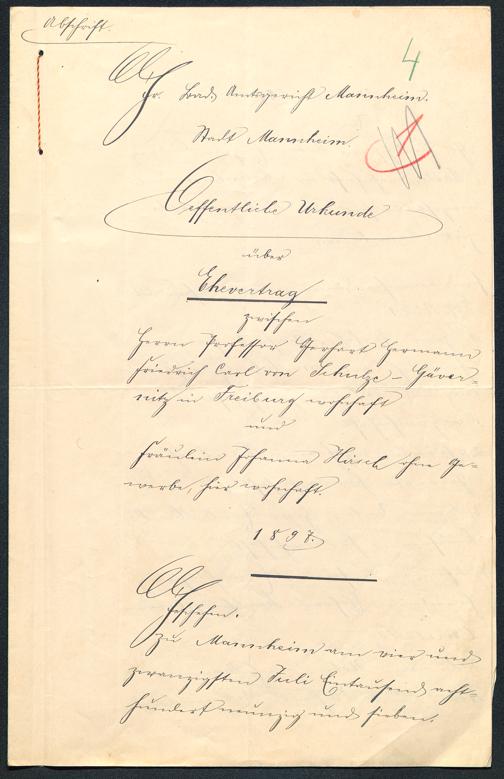 Abschrift.
4
Gr. Bad. Amtsgericht Mannheim.
Stadt Mannheim.
Oeffentliche Urkunde
über
Ehevertrag
zwischen
Herrn Professor Gerhart Hermann
Friedrich Carl von Schulze-Gäver-
nitz in Freiburg wohnhaft
und
Fräulein Johanna Hirsch ohne Ge-
werbe, hier wohnhaft.
1897.
Geschehen.
zu Mannheim am vier und
zwanzigsten Juli Eintausend acht-
hundert neunzig und sieben.